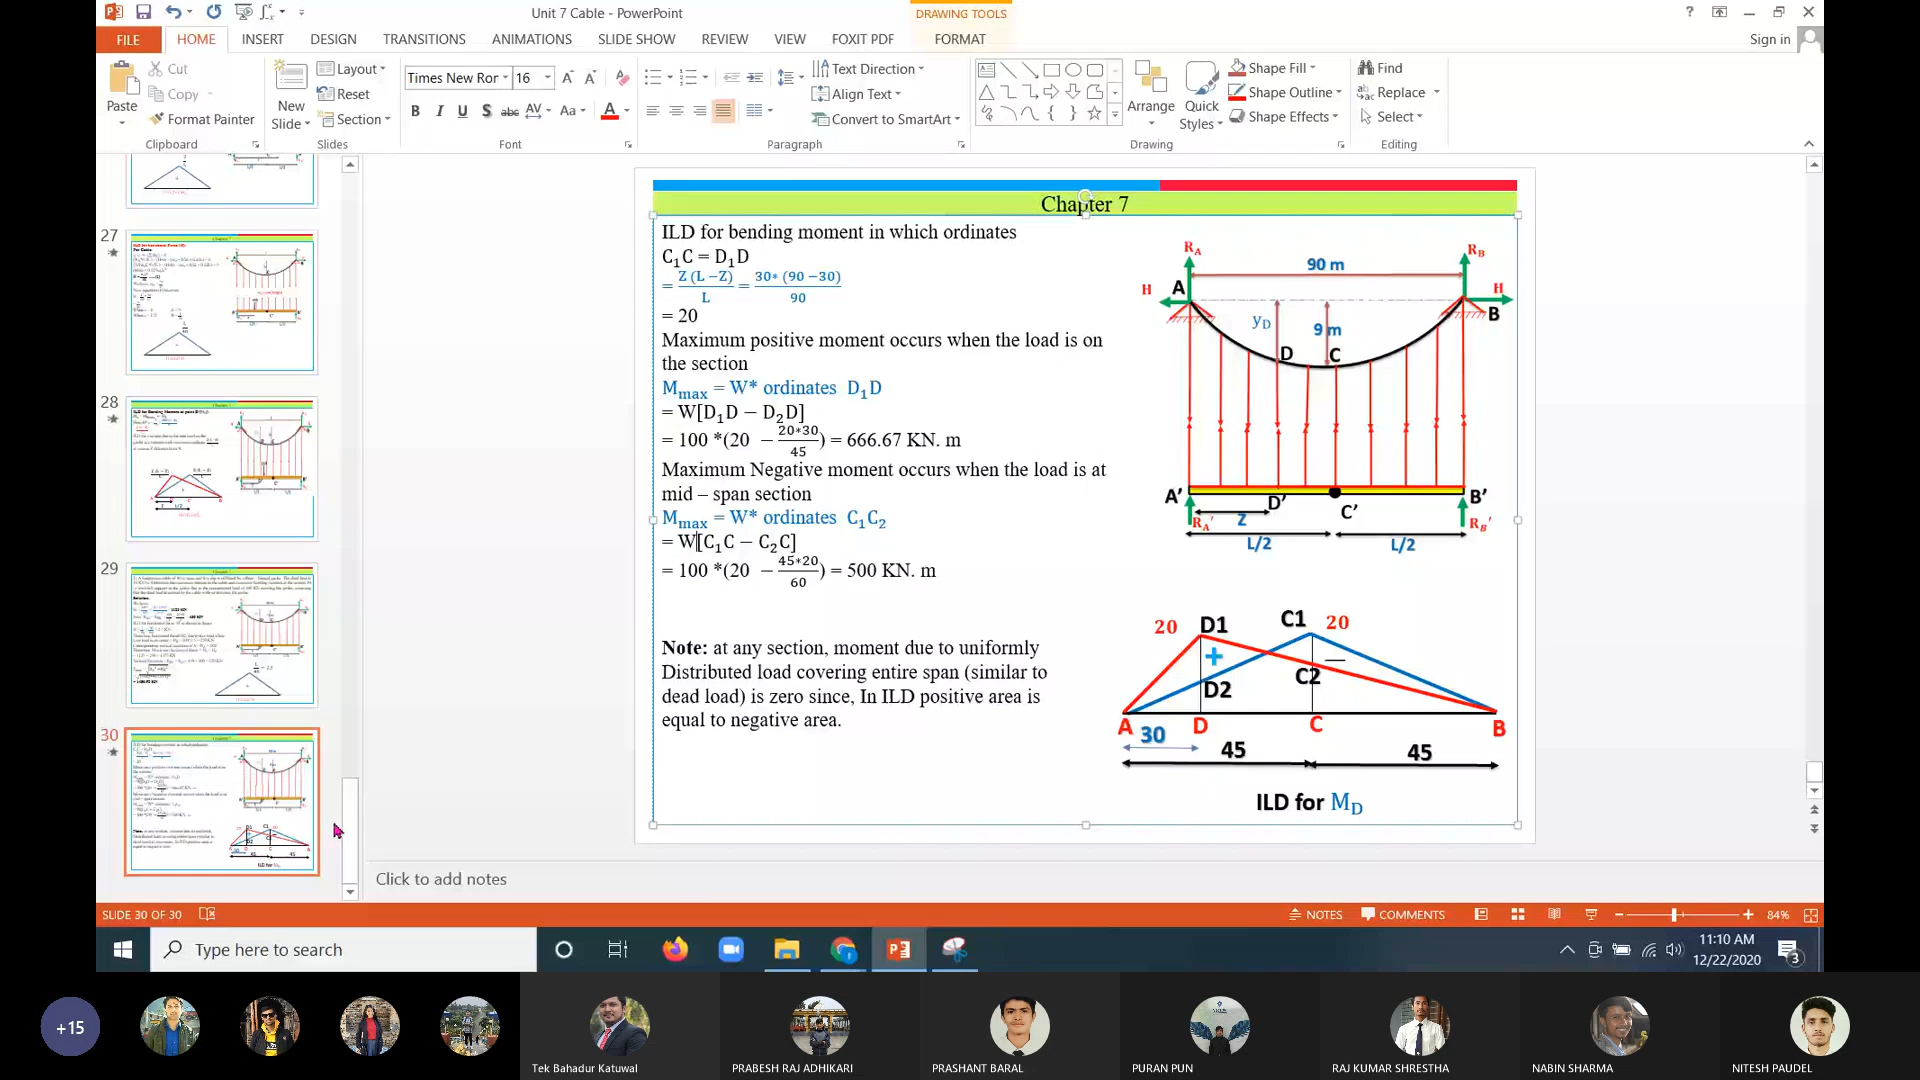 Unit 7 Cable - PowerPoint
DRAWING TOOLS
Sign in
FILE HOME INSERT DESIGN TRANSITIONS ANIMATIONS SLIDE SHOW REVIEW VIEW FOXIT PDF FORMAT
Paste
Cut
Copy
Format Painter
Clipboard
New Slide
Layout
Reset
Section
Slides
Times New Ror 16
B I U S abc AV Aa A
Font
Text Direction
Align Text
Convert to SmartArt
Paragraph
Arrange
Quick Styles
Shape Fill
Shape Outline
Shape Effects
Drawing
Find
Replace
Select
Editing
27
28
29
30
Chapter 7
ILD for bending moment in which ordinates
C₁C = D₁D
= Z (L −Z)/L = 30* (90 −30)/90
= 20
Maximum positive moment occurs when the load is on
the section
Mmax = W* ordinates D₁D
= W[D₁D − D₂D]
= 100 *(20 − 20*30/45) = 666.67 KN. m
Maximum Negative moment occurs when the load is at
mid – span section
Mmax = W* ordinates C₁C₂
= W[C₁C − C₂C]
= 100 *(20 − 45*20/60) = 500 KN. m
Note: at any section, moment due to uniformly
Distributed load covering entire span (similar to
dead load) is zero since, In ILD positive area is
equal to negative area.
RA RB
90 m
H A H
yD 9 m B
D C
A' D' C' B'
RA' Z RB'
L/2 L/2
20 D1 C1 20
+ −
D2 C2
A D C B
30 45 45
ILD for MD
Click to add notes
SLIDE 30 OF 30
NOTES COMMENTS 84%
Type here to search
11:10 AM
12/22/2020
3
+15
Tek Bahadur Katuwal
PRABESH RAJ ADHIKARI
PRASHANT BARAL
PURAN PUN
RAJ KUMAR SHRESTHA
NABIN SHARMA
NITESH PAUDEL